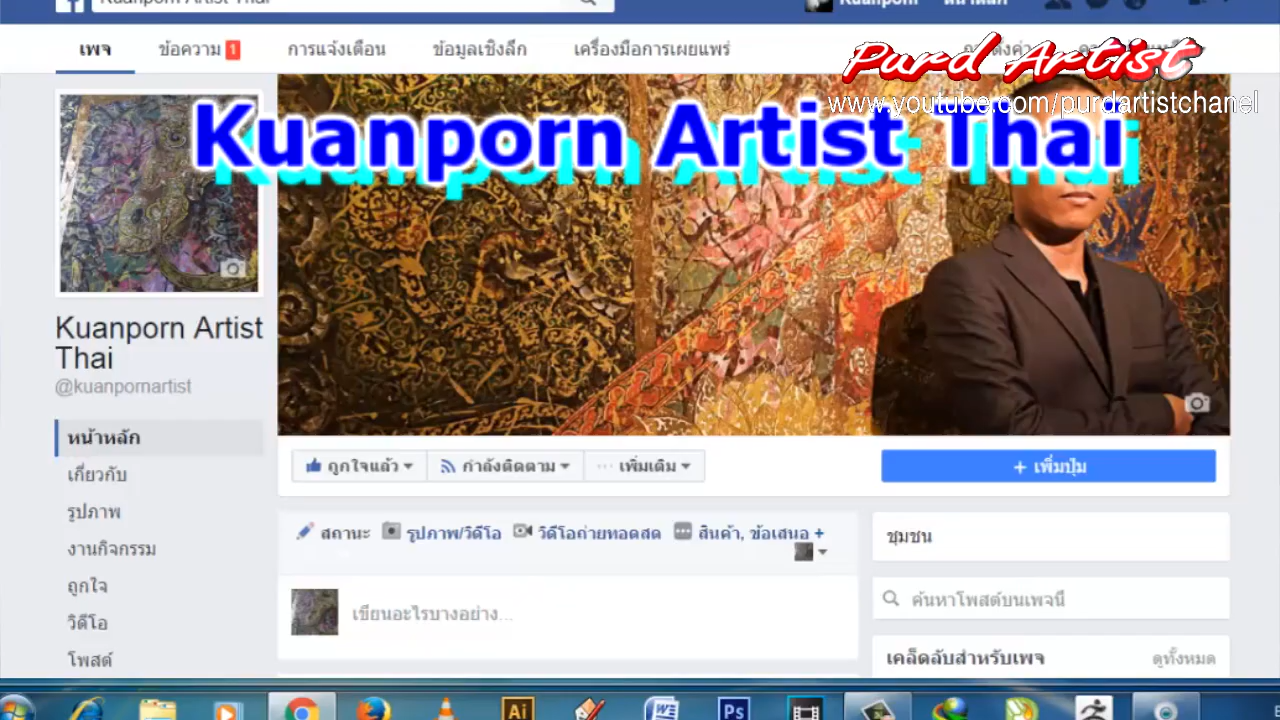 Kuanporn Artist Thai
Kuanporn หน้าหลัก
เพจ ข้อความ 1 การแจ้งเตือน ข้อมูลเชิงลึก เครื่องมือการเผยแพร่
Purd Artist
www.youtube.com/purdartistchanel
Kuanporn Artist Thai
Kuanporn Artist
Thai
@kuanpornartist
หน้าหลัก
เกี่ยวกับ
รูปภาพ
งานกิจกรรม
ถูกใจ
วิดีโอ
โพสต์
ถูกใจแล้ว กำลังติดตาม ... เพิ่มเติม
+ เพิ่มปุ่ม
สถานะ รูปภาพ/วิดีโอ วิดีโอถ่ายทอดสด สินค้า, ข้อเสนอ +
เขียนอะไรบางอย่าง...
ชุมชน
ค้นหาโพสต์บนเพจนี้
เคล็ดลับสำหรับเพจ ดูทั้งหมด
Ai
Ps